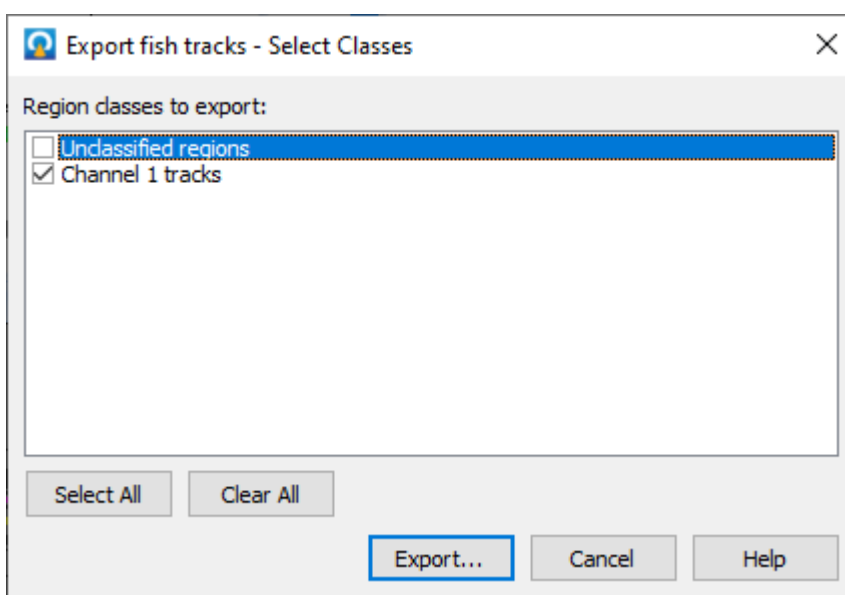 Export fish tracks - Select Classes
Region classes to export:
Unclassified regions
Channel 1 tracks
Select All Clear All
Export... Cancel Help